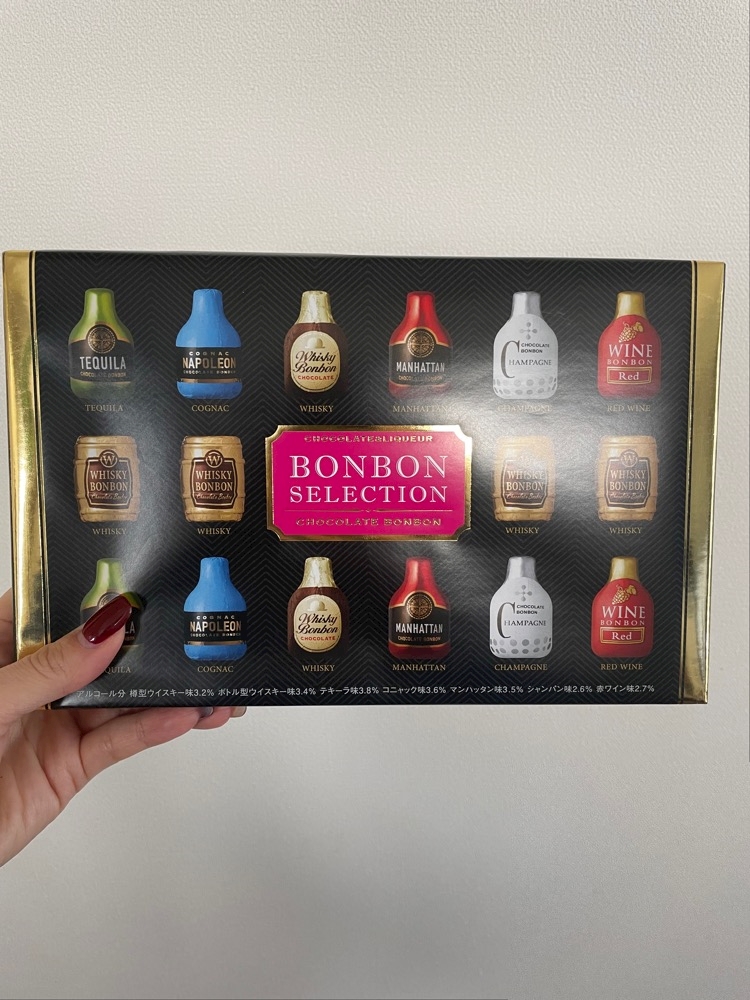 TEQUILA
CHOCOLATE BONBON
TEQUILA
COGNAC
NAPOLEON
CHOCOLATE BONBON
COGNAC
Whisky
Bonbon
CHOCOLATE
WHISKY
MANHATTAN
CHOCOLATE BONBON
MANHATTAN
CHOCOLATE
BONBON
CHAMPAGNE
CHAMPAGNE
WINE
BONBON
Red
RED WINE
W
WHISKY
BONBON
WHISKY
W
WHISKY
BONBON
WHISKY
CHOCOLATE&LIQUEUR
BONBON
SELECTION
CHOCOLATE BONBON
W
WHISKY
BONBON
WHISKY
W
WHISKY
BONBON
WHISKY
COGNAC
NAPOLEON
CHOCOLATE BONBON
COGNAC
Whisky
Bonbon
CHOCOLATE
WHISKY
MANHATTAN
CHOCOLATE BONBON
MANHATTAN
CHOCOLATE
BONBON
CHAMPAGNE
CHAMPAGNE
WINE
BONBON
Red
RED WINE
アルコール分 樽型ウイスキー味3.2% ボトル型ウイスキー味3.4% テキーラ味3.8% コニャック味3.6% マンハッタン味3.5% シャンパン味2.6% 赤ワイン味2.7%